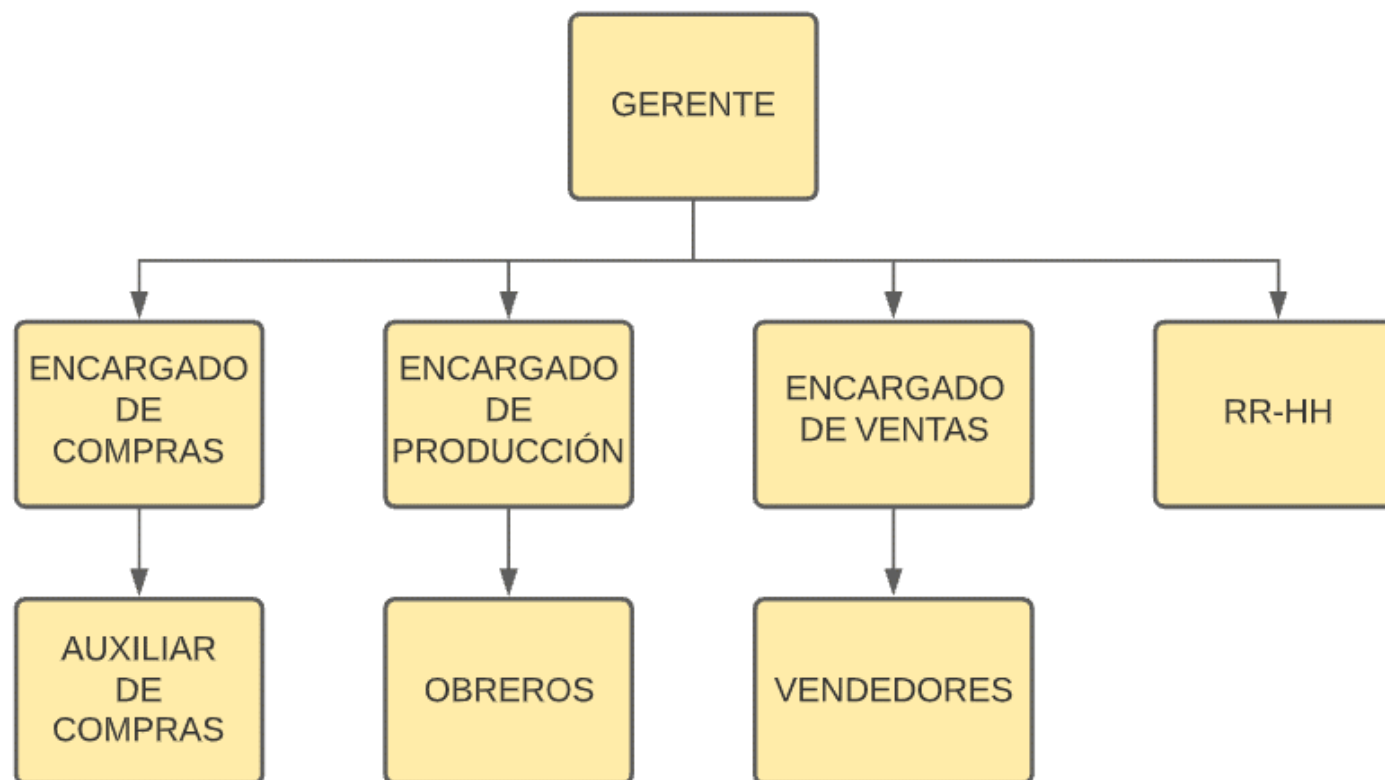 GERENTE
ENCARGADO
DE
COMPRAS
ENCARGADO
DE
PRODUCCIÓN
ENCARGADO
DE VENTAS
RR-HH
AUXILIAR
DE
COMPRAS
OBREROS
VENDEDORES